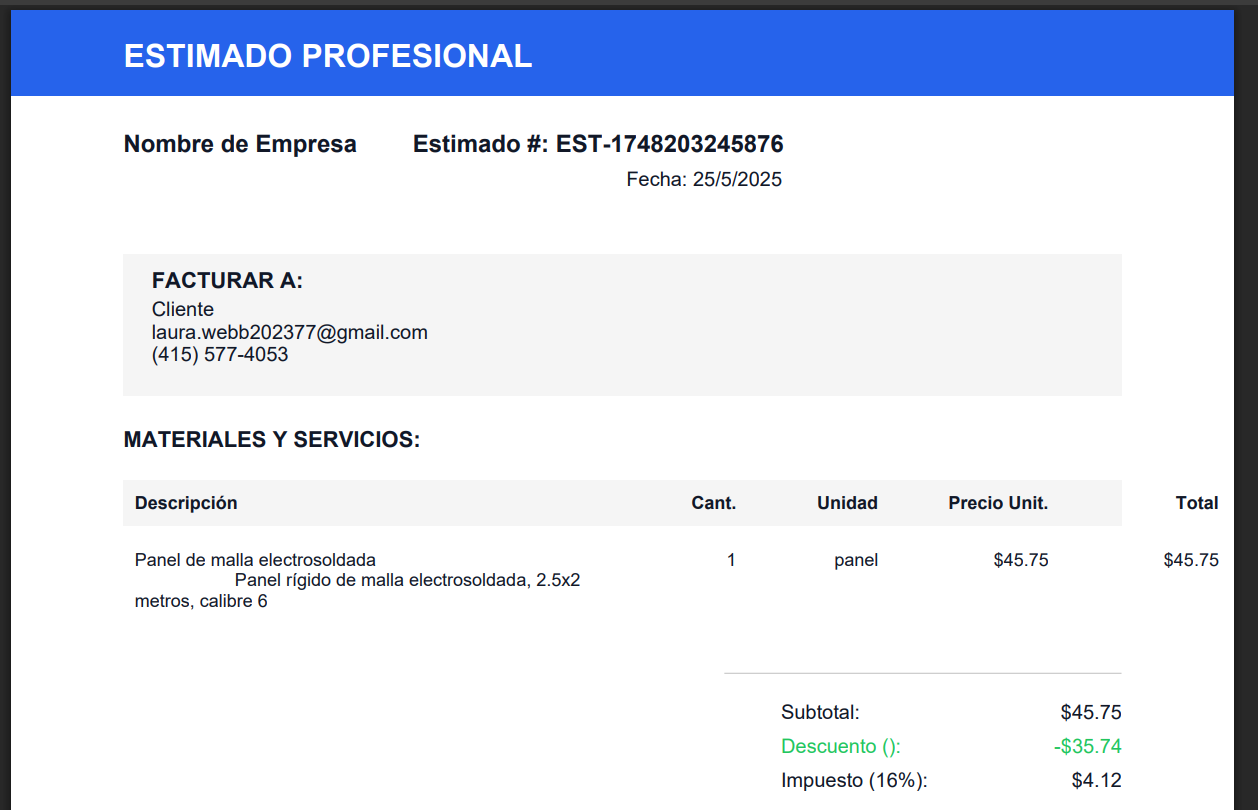 ESTIMADO PROFESIONAL
Nombre de Empresa Estimado #: EST-1748203245876
Fecha: 25/5/2025
FACTURAR A:
Cliente
laura.webb202377@gmail.com
(415) 577-4053
MATERIALES Y SERVICIOS:
Descripción Cant. Unidad Precio Unit. Total
Panel de malla electrosoldada 1 panel $45.75 $45.75
Panel rígido de malla electrosoldada, 2.5x2
metros, calibre 6
Subtotal: $45.75
Descuento (): -$35.74
Impuesto (16%): $4.12